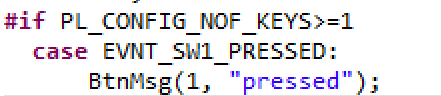 #if PL_CONFIG_NOF_KEYS>=1
  case EVNT_SW1_PRESSED:
      BtnMsg(1, "pressed");